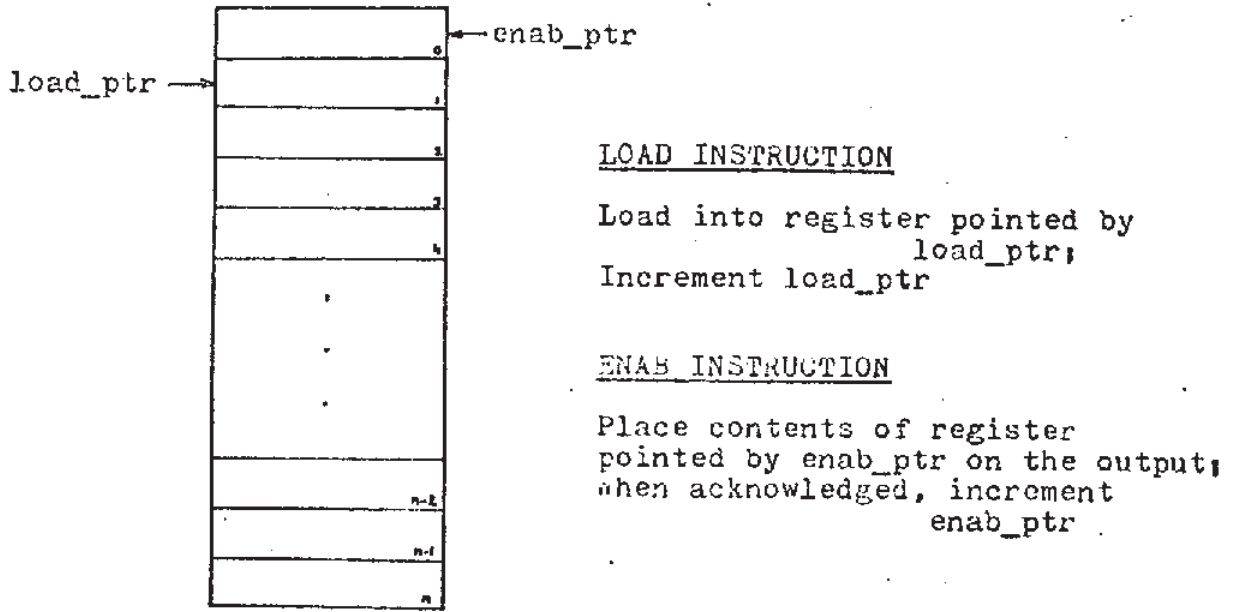 enab_ptr
0
load_ptr
1
2
3
4
LOAD INSTRUCTION
Load into register pointed by
load_ptr;
Increment load_ptr
ENAB INSTRUCTION
Place contents of register
pointed by enab_ptr on the output;
when acknowledged, increment
enab_ptr
n-2
n-1
n